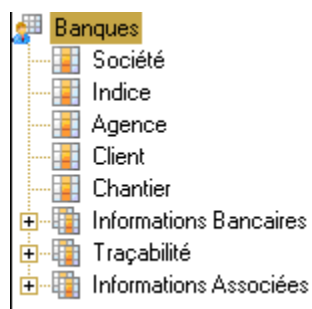 Banques
Société
Indice
Agence
Client
Chantier
Informations Bancaires
Traçabilité
Informations Associées